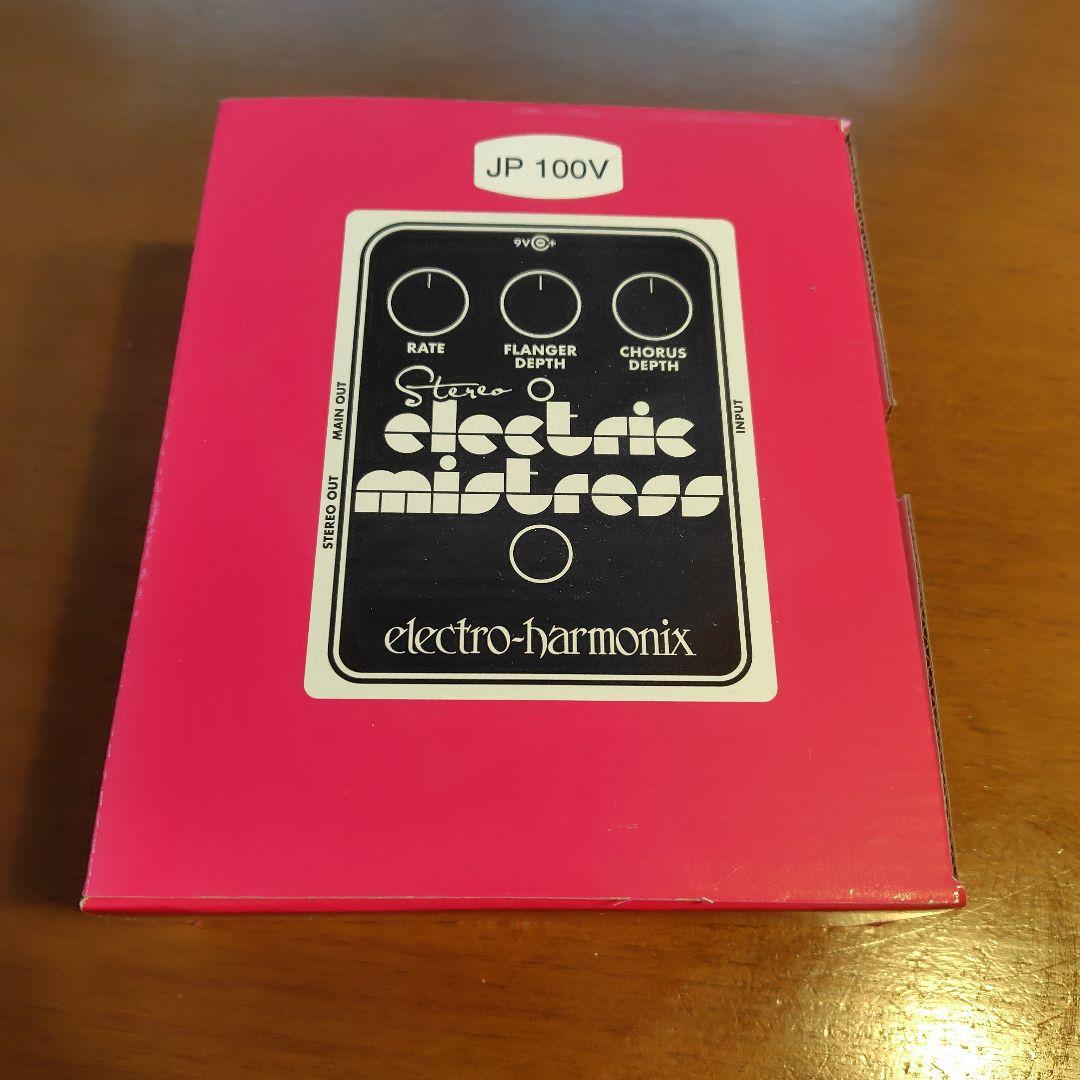 JP 100V
9V +
RATE
FLANGER
DEPTH
CHORUS
DEPTH
Stereo
electric
mistress
MAIN OUT
STEREO OUT
INPUT
electro-harmonix